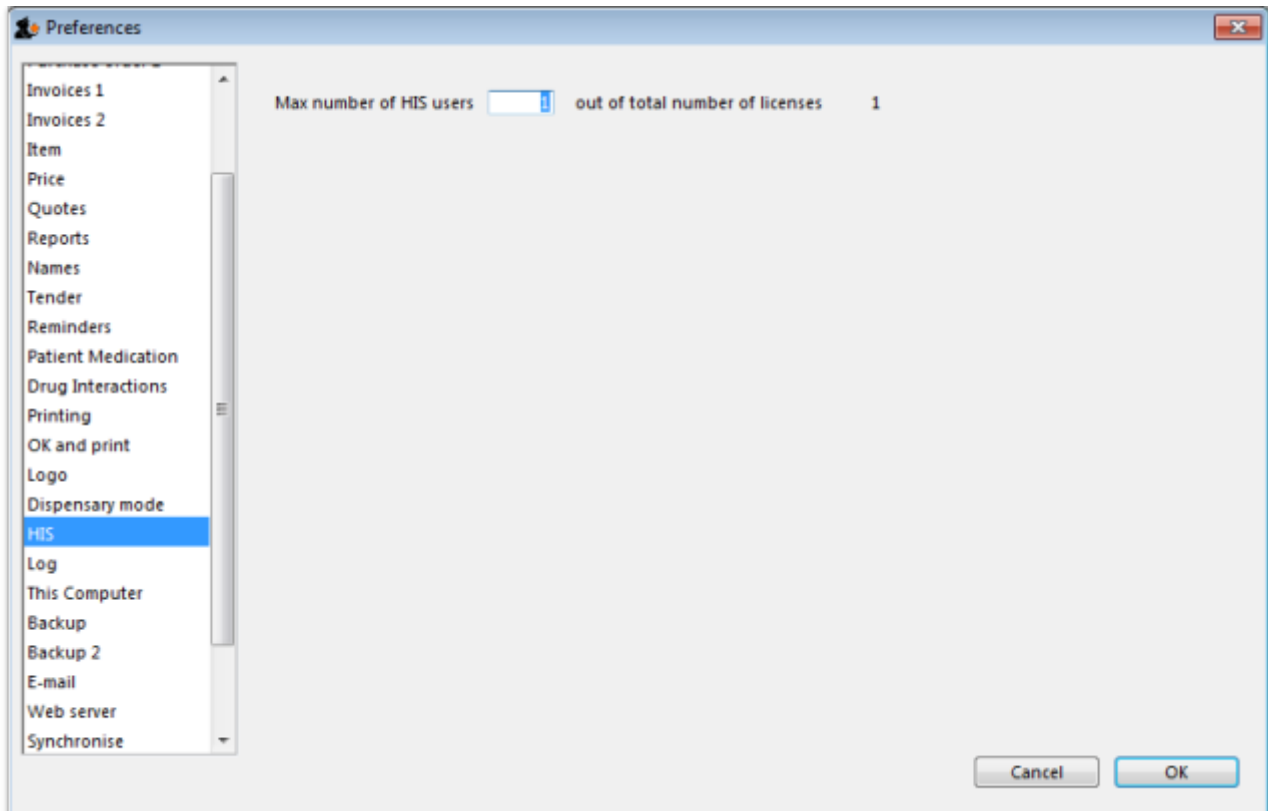 Preferences
Invoices 1
Invoices 2
Item
Price
Quotes
Reports
Names
Tender
Reminders
Patient Medication
Drug Interactions
Printing
OK and print
Logo
Dispensary mode
HIS
Log
This Computer
Backup
Backup 2
E-mail
Web server
Synchronise
Max number of HIS users 1 out of total number of licenses 1
Cancel OK